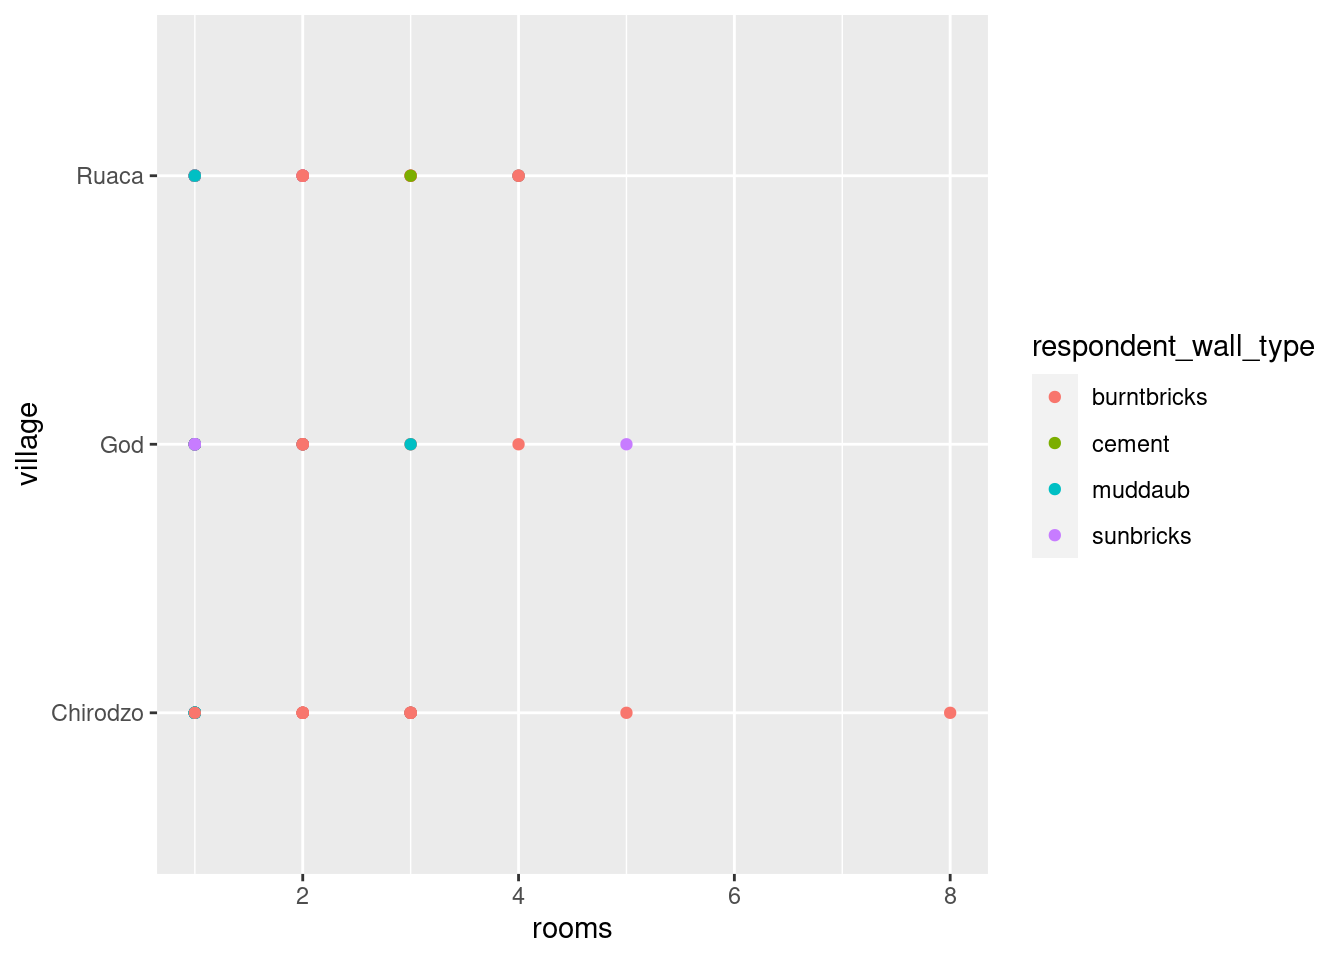 Ruaca
God
Chirodzo
village
2 4 6 8
rooms
respondent_wall_type
burntbricks
cement
muddaub
sunbricks